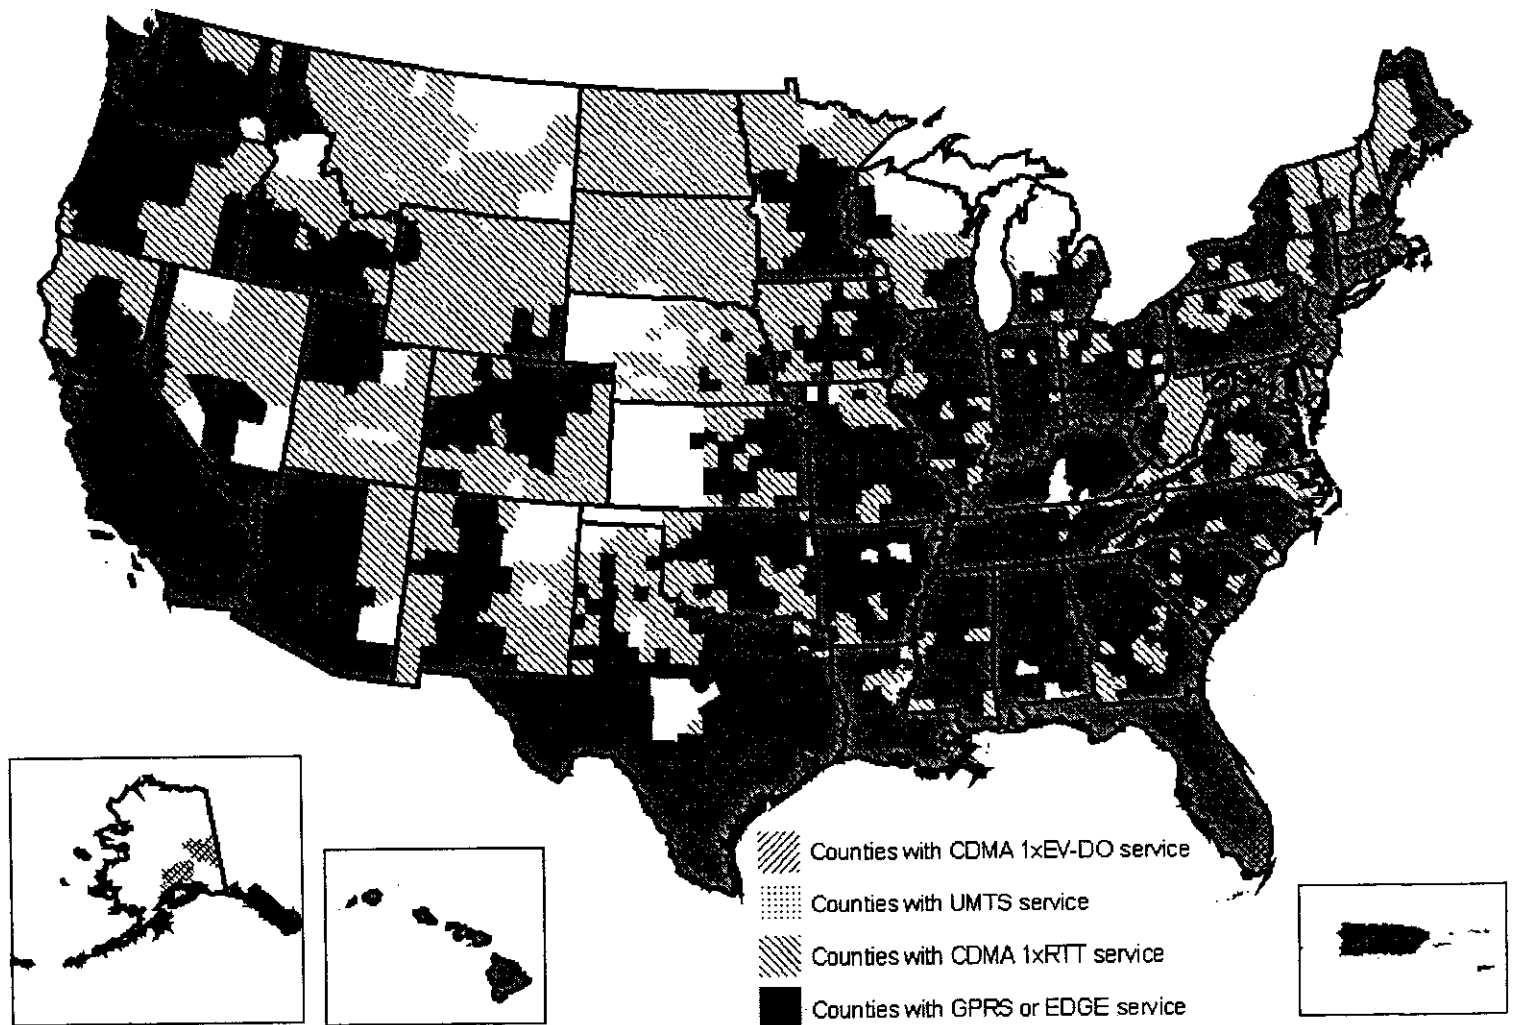 Counties with CDMA 1xEV-DO service
Counties with UMTS service
Counties with CDMA 1xRTT service
Counties with GPRS or EDGE service